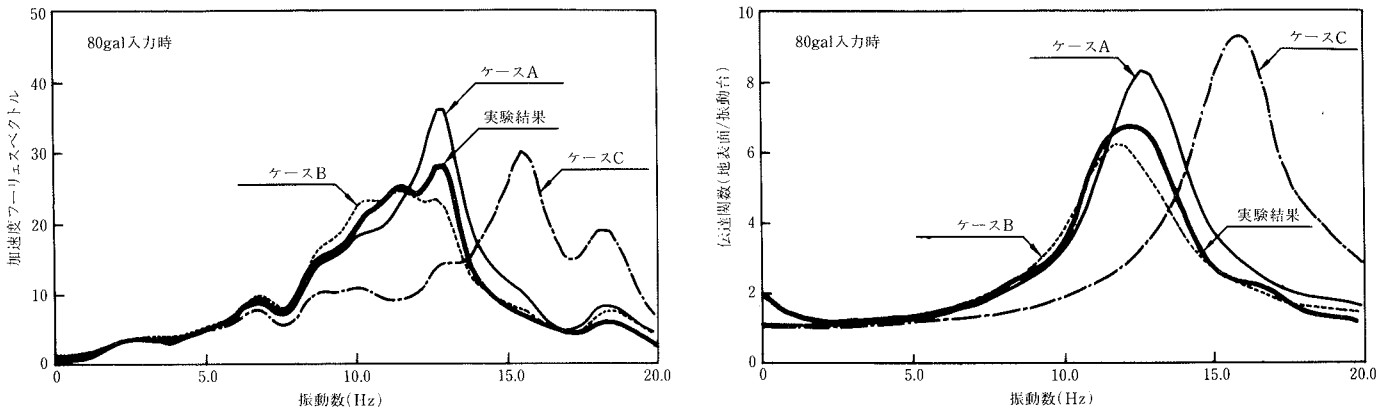 50
40
30
20
10
0
加速度フーリェスペクトル
80gal入力時
ケースA
実験結果
ケースB
ケースC
0
5.0
10.0
15.0
20.0
振動数(Hz)
10
8
6
4
2
0
伝達関数(地表面/振動台)
80gal入力時
ケースA
ケースC
ケースB
実験結果
0
5.0
10.0
15.0
20.0
振動数(Hz)